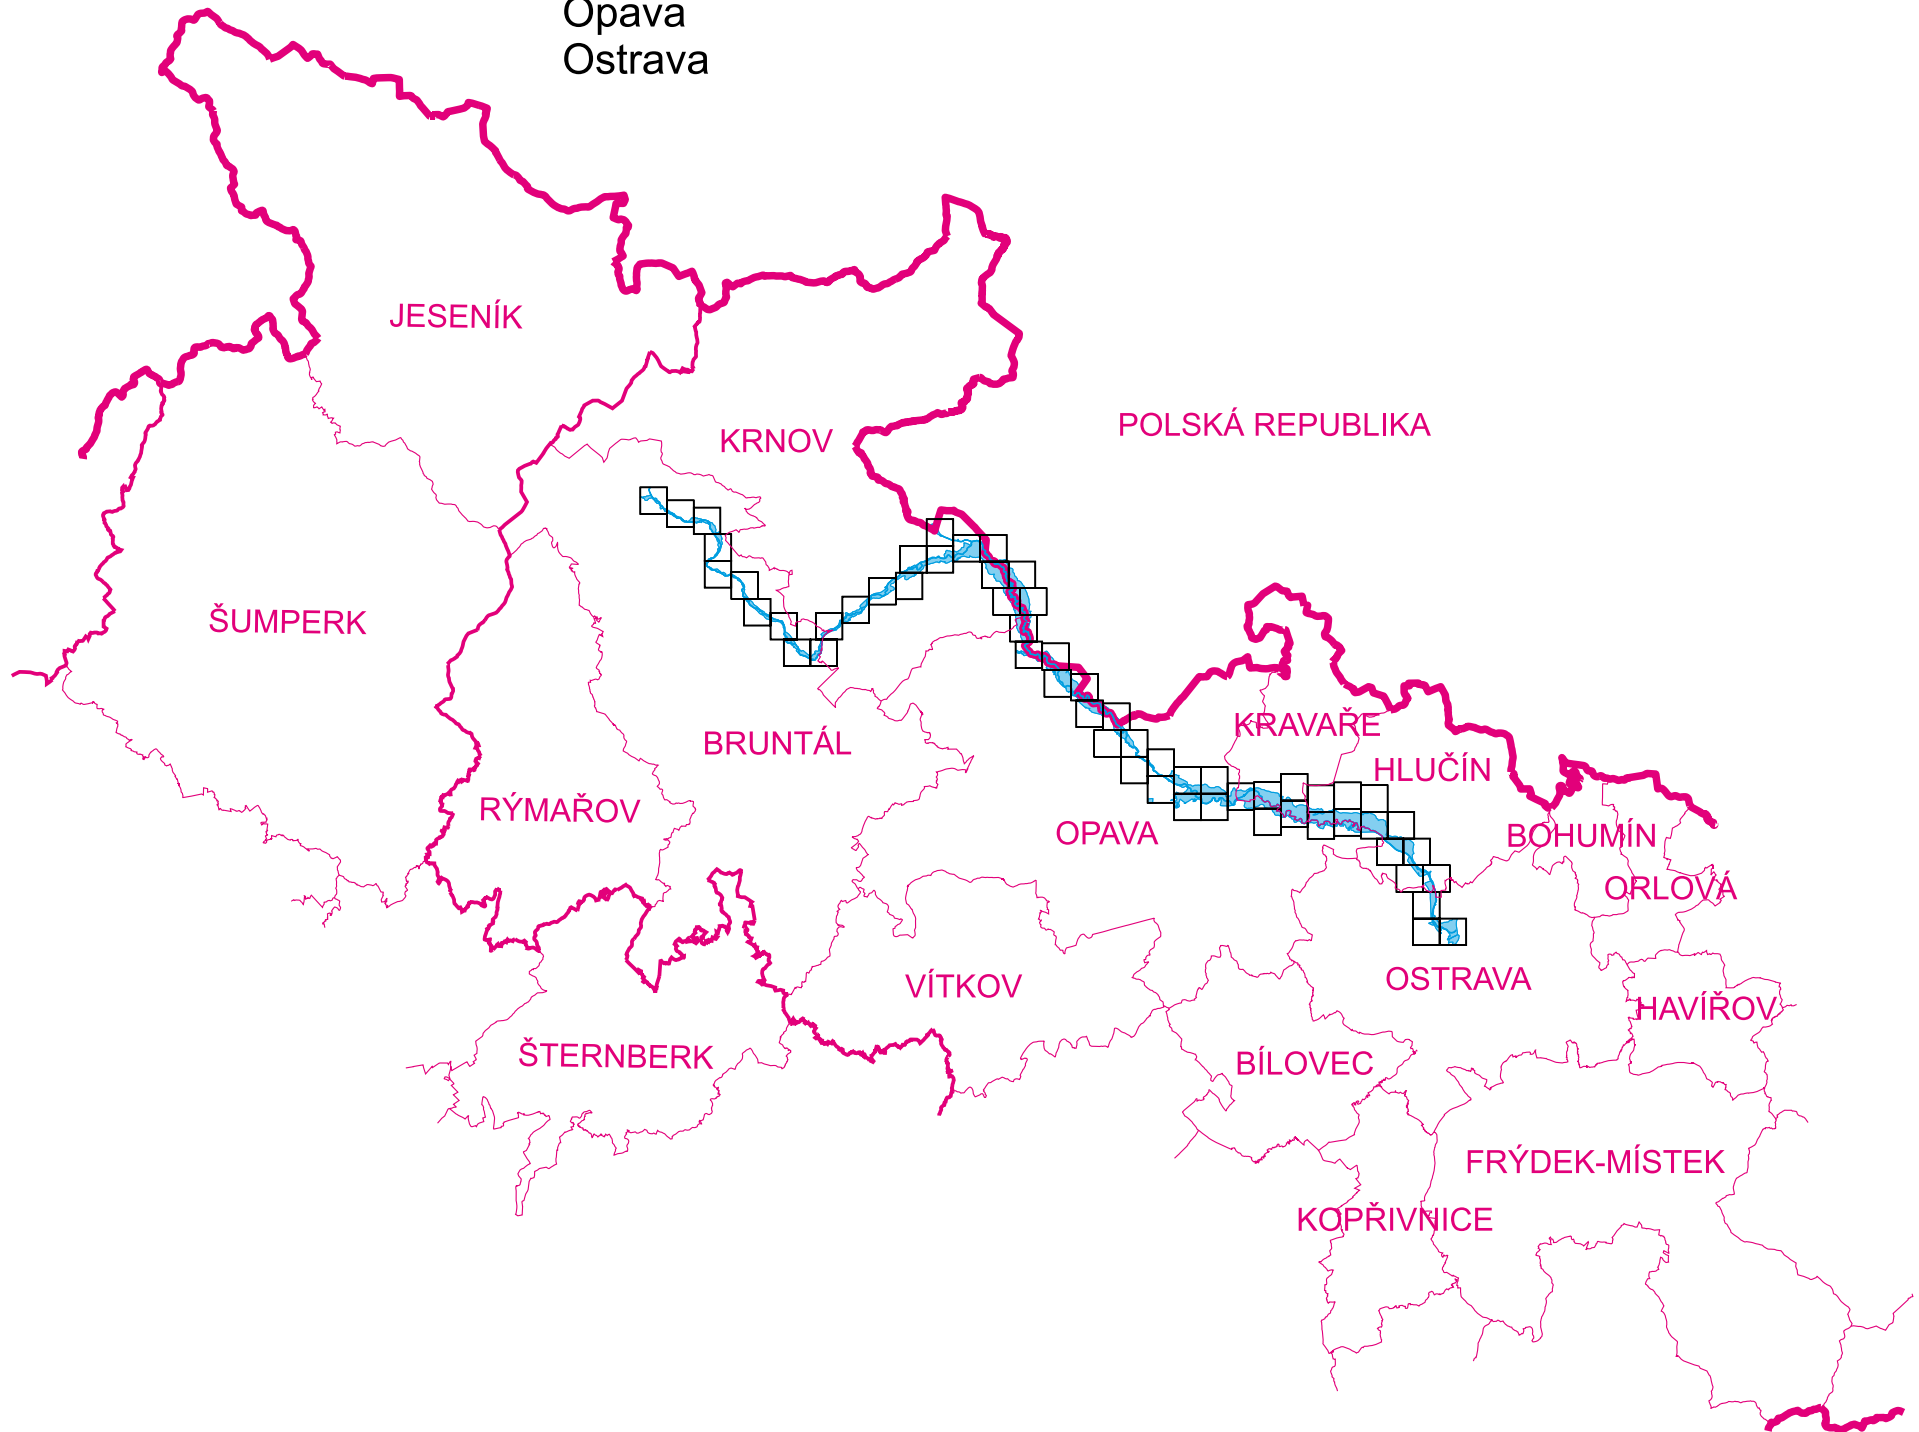 Opava
Ostrava
JESENÍK
POLSKÁ REPUBLIKA
KRNOV
ŠUMPERK
KRAVAŘE
BRUNTÁL
HLUČÍN
RÝMAŘOV
OPAVA
BOHUMÍN
ORLOVÁ
OSTRAVA
VÍTKOV
HAVÍŘOV
ŠTERNBERK
BÍLOVEC
FRÝDEK-MÍSTEK
KOPŘIVNICE